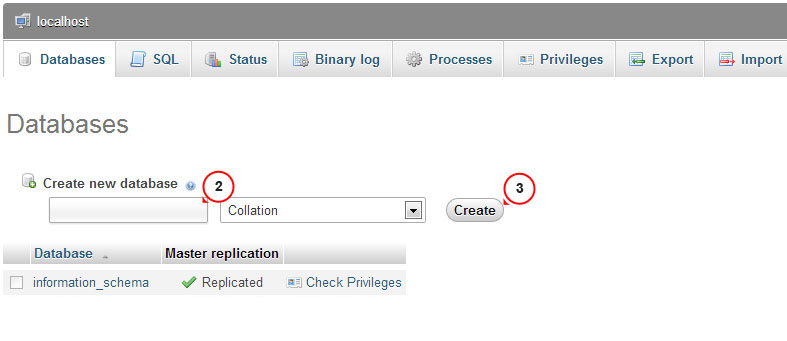 localhost
Databases SQL Status Binary log Processes Privileges Export Import
Databases
Create new database 2 3
Collation Create
Database Master replication
information_schema Replicated Check Privileges